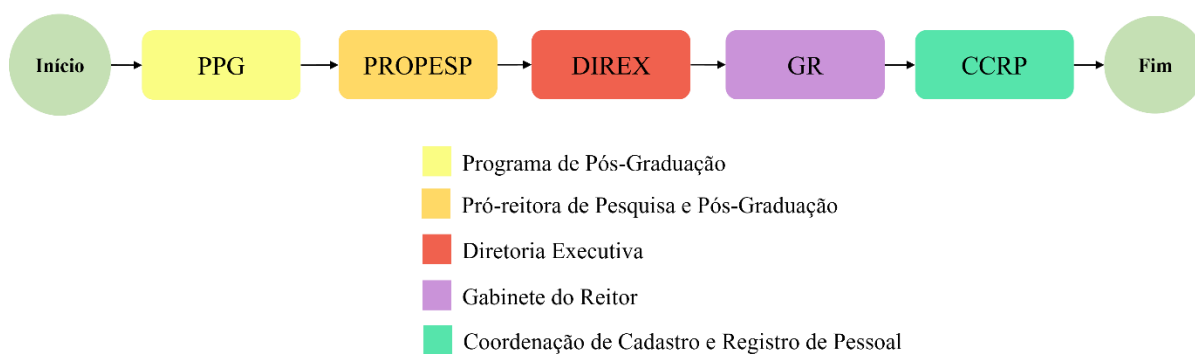 Início
PPG
PROPESP
DIREX
GR
CCRP
Fim
Programa de Pós-Graduação
Pró-reitora de Pesquisa e Pós-Graduação
Diretoria Executiva
Gabinete do Reitor
Coordenação de Cadastro e Registro de Pessoal